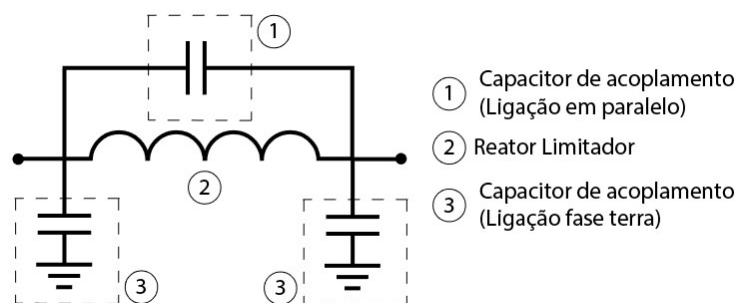 1
2
3
3
1 Capacitor de acoplamento
(Ligação em paralelo)
2 Reator Limitador
3 Capacitor de acoplamento
(Ligação fase terra)